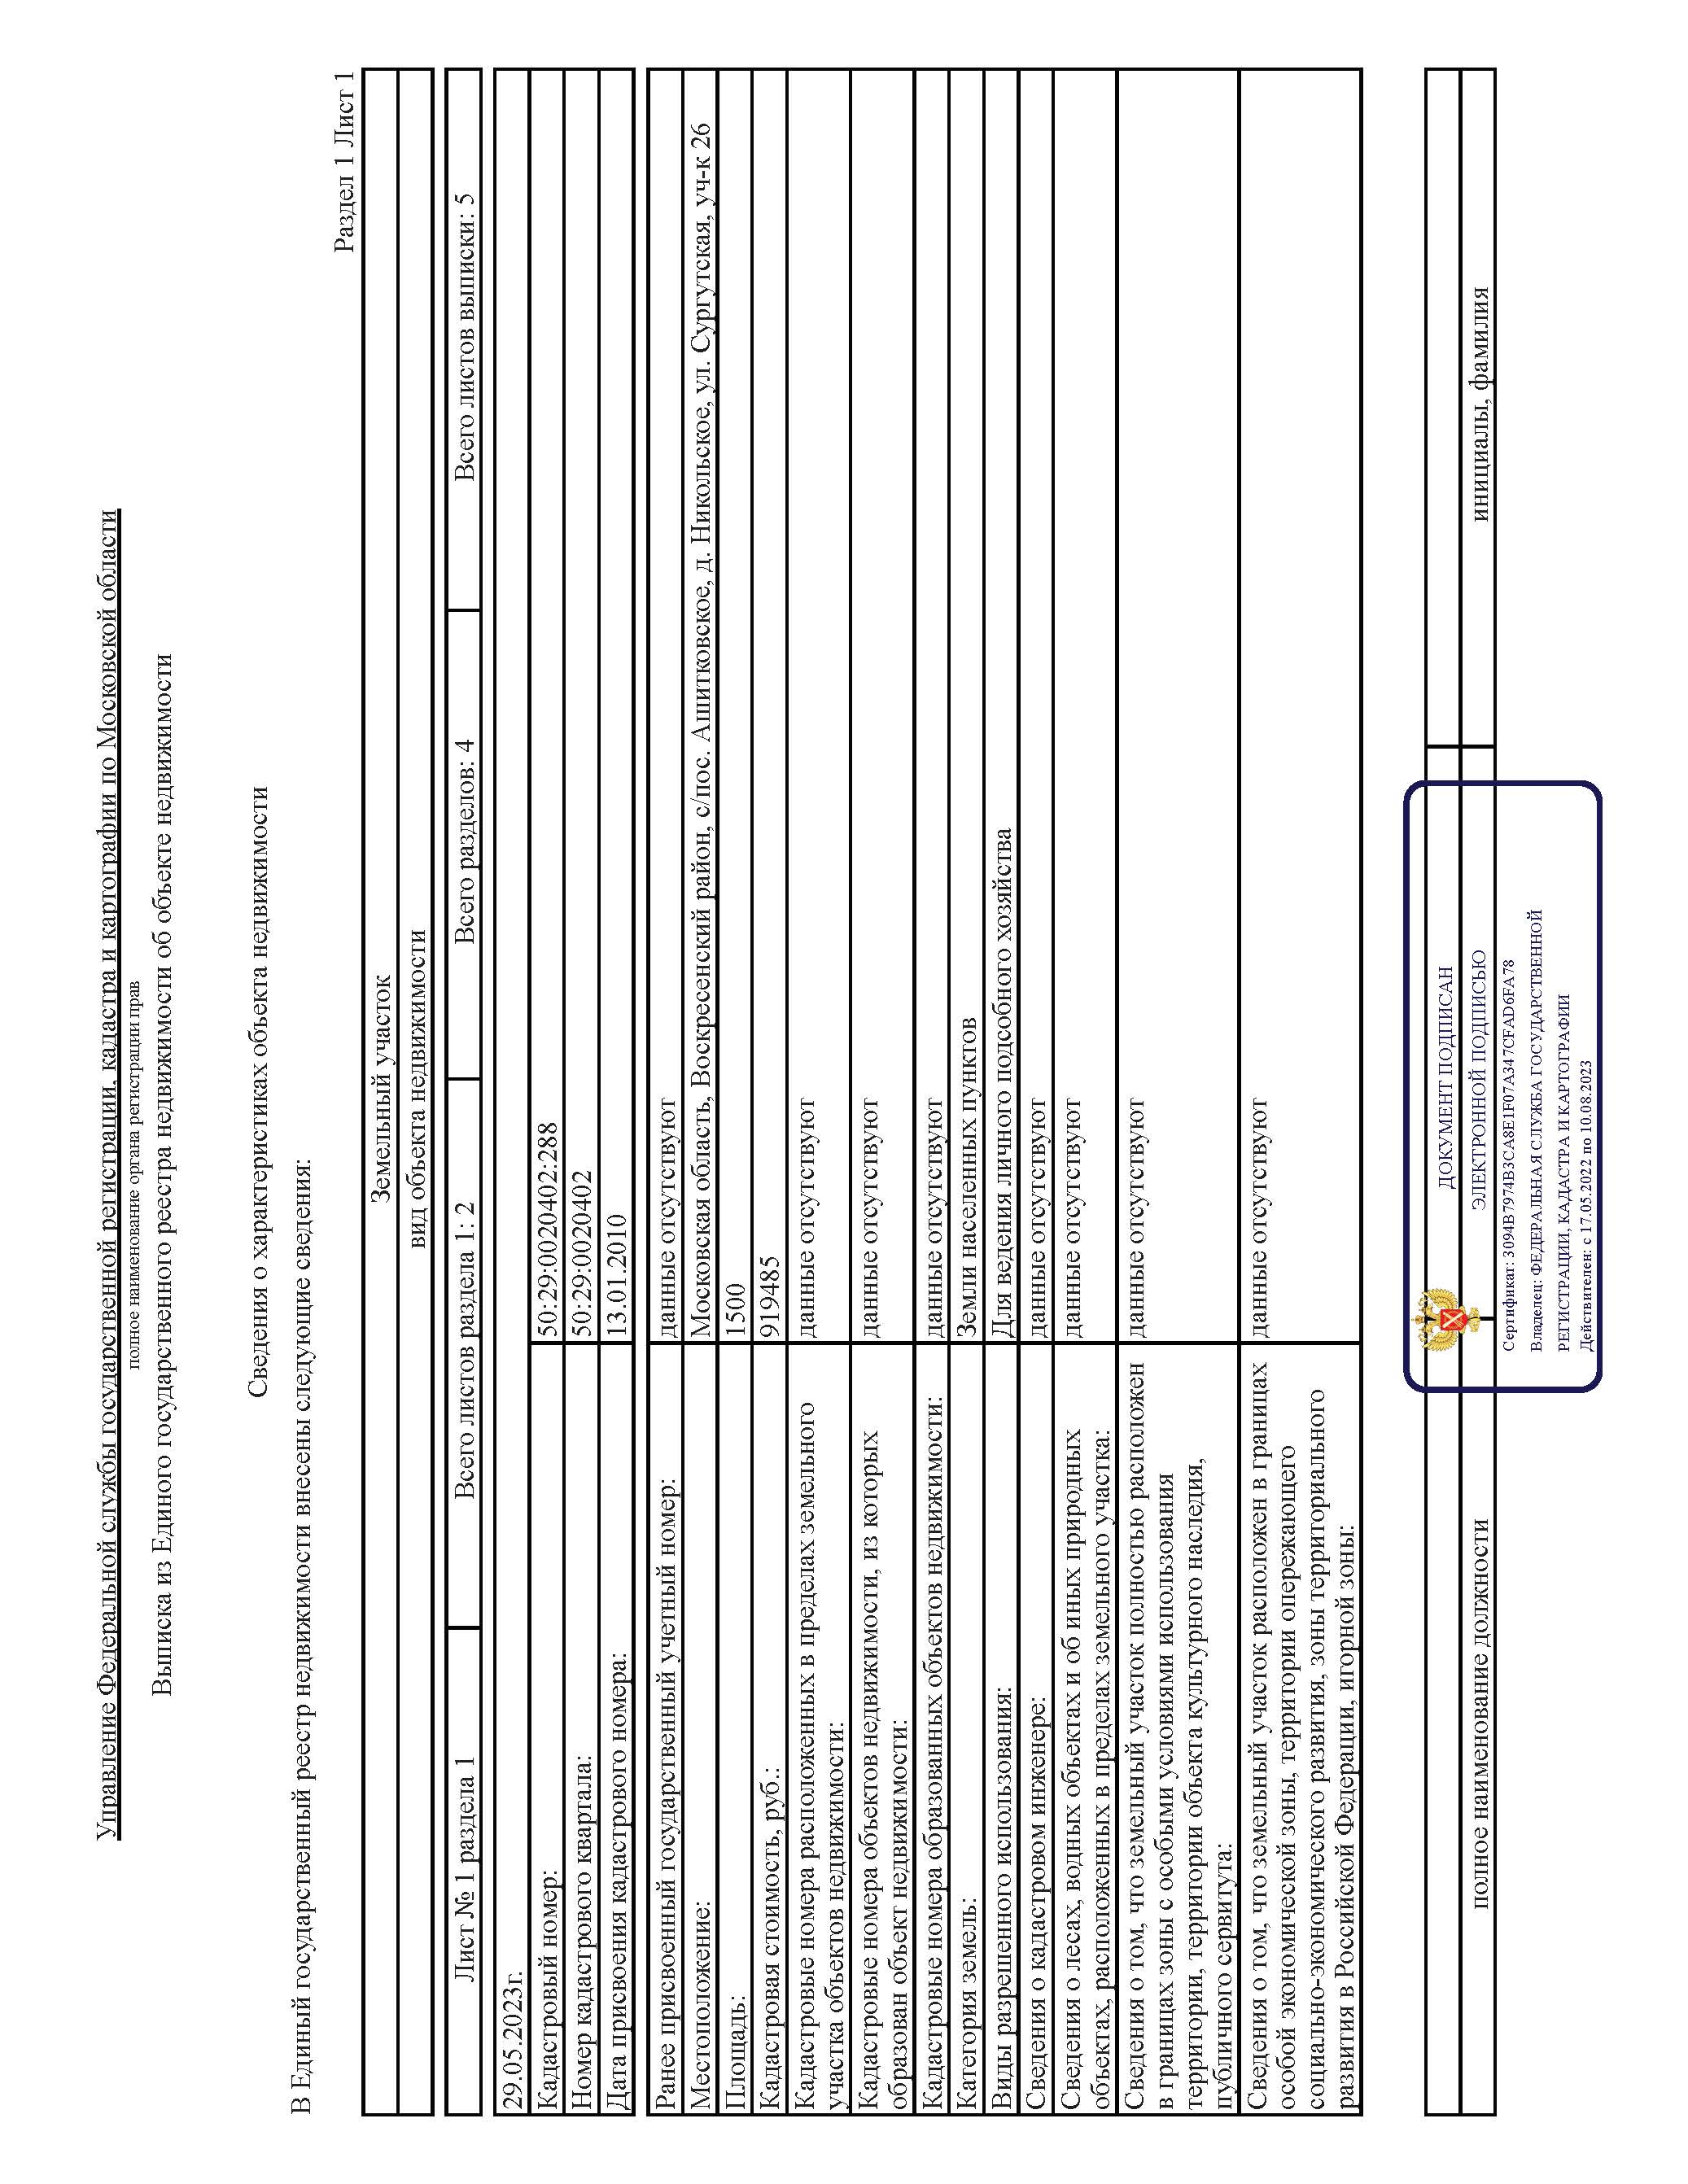 Управление Федеральной службы государственной регистрации, кадастра и картографии по Московской области
полное наименование органа регистрации прав
Выписка из Единого государственного реестра недвижимости об объекте недвижимости
Сведения о характеристиках объекта недвижимости
В Единый государственный реестр недвижимости внесены следующие сведения:
Раздел 1 Лист 1
Земельный участок
вид объекта недвижимости
Лист № 1 раздела 1 Всего листов раздела 1: 2 Всего разделов: 4 Всего листов выписки: 5
29.05.2023г.
Кадастровый номер: 50:29:0020402:288
Номер кадастрового квартала: 50:29:0020402
Дата присвоения кадастрового номера: 13.01.2010
Ранее присвоенный государственный учетный номер: данные отсутствуют
Местоположение: Московская область, Воскресенский район, с/пос. Ашитковское, д. Никольское, ул. Сургутская, уч-к 26
Площадь: 1500
Кадастровая стоимость, руб.: 919485
Кадастровые номера расположенных в пределах земельного данные отсутствуют
участка объектов недвижимости:
Кадастровые номера объектов недвижимости, из которых данные отсутствуют
образован объект недвижимости:
Кадастровые номера образованных объектов недвижимости: данные отсутствуют
Категория земель: Земли населенных пунктов
Виды разрешенного использования: Для ведения личного подсобного хозяйства
Сведения о кадастровом инженере: данные отсутствуют
Сведения о лесах, водных объектах и об иных природных данные отсутствуют
объектах, расположенных в пределах земельного участка:
Сведения о том, что земельный участок полностью расположен данные отсутствуют
в границах зоны с особыми условиями использования
территории, территории объекта культурного наследия,
публичного сервитута:
Сведения о том, что земельный участок расположен в границах данные отсутствуют
особой экономической зоны, территории опережающего
социально-экономического развития, зоны территориального
развития в Российской Федерации, игорной зоны:
ДОКУМЕНТ ПОДПИСАН
ЭЛЕКТРОННОЙ ПОДПИСЬЮ
полное наименование должности инициалы, фамилия
Сертификат: 3094B7974B3CA8E1F07A347CFAD6FA78
Владелец: ФЕДЕРАЛЬНАЯ СЛУЖБА ГОСУДАРСТВЕННОЙ
РЕГИСТРАЦИИ, КАДАСТРА И КАРТОГРАФИИ
Действителен: с 17.05.2022 по 10.08.2023